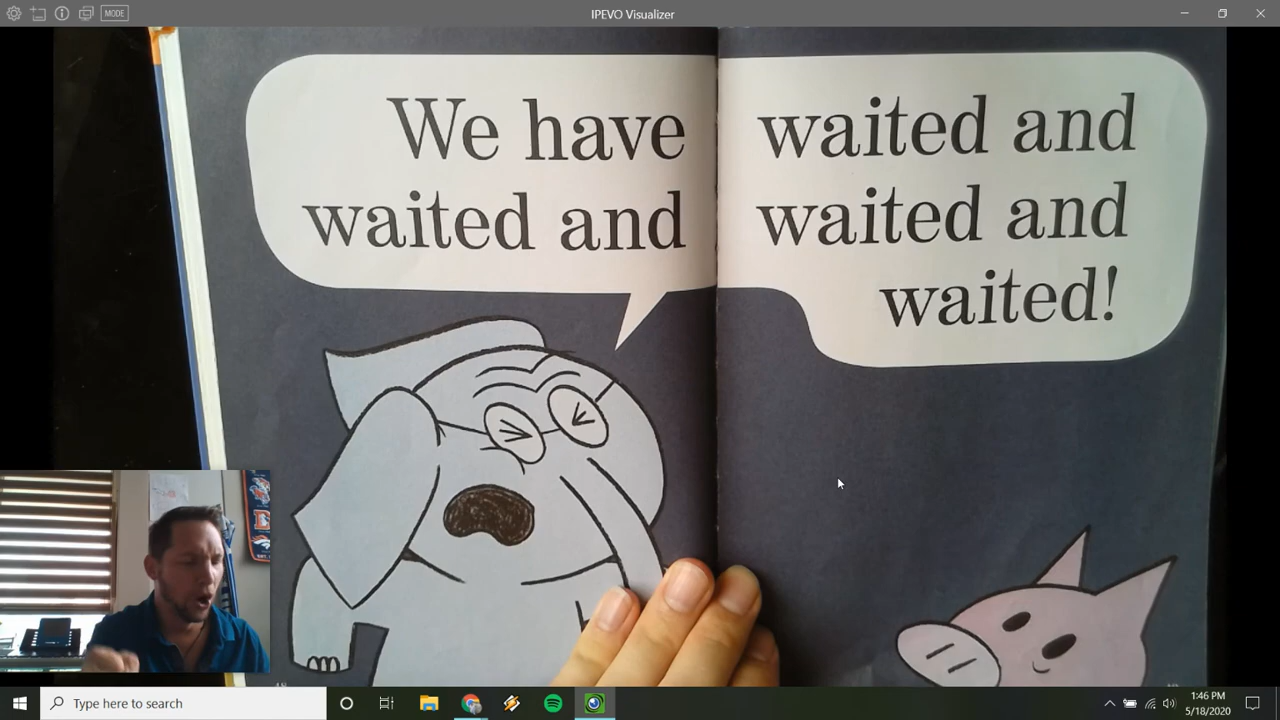 IPEVO Visualizer
MODE
We have
waited and
waited and
waited and
waited!
Type here to search
1:46 PM
5/18/2020